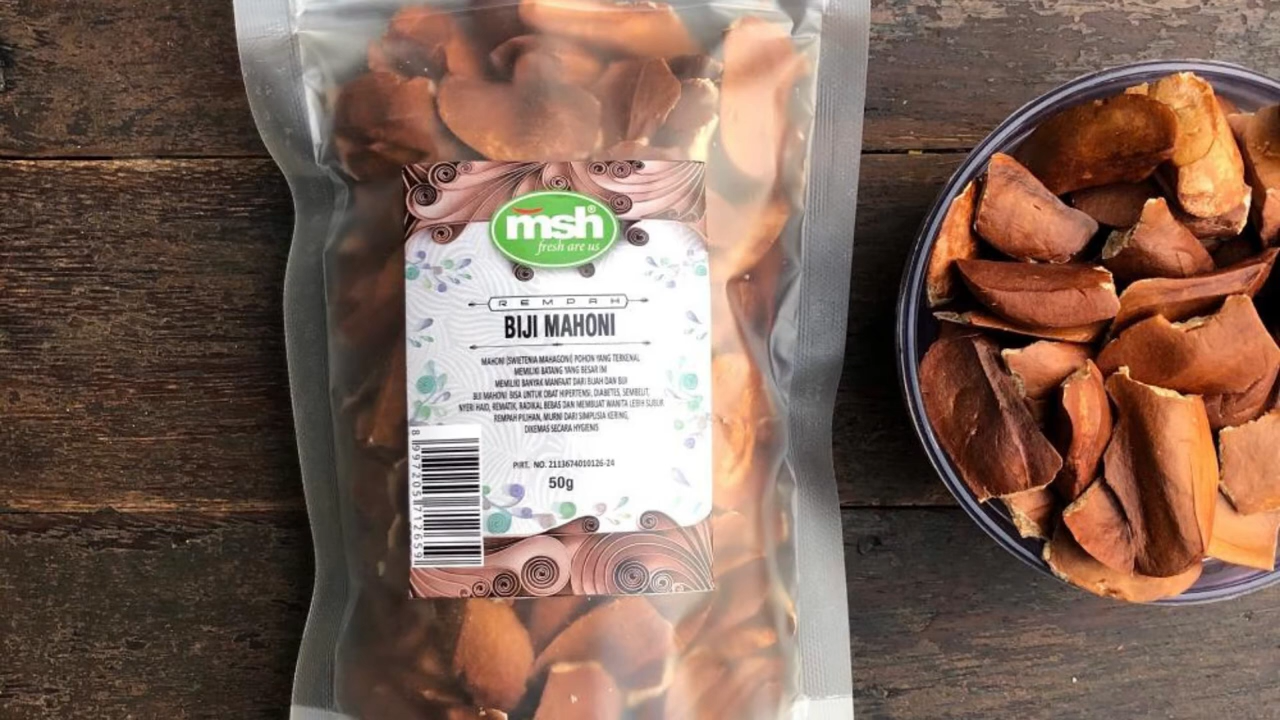 msh®
fresh are us
REMPAH
BIJI MAHONI
MAHONI (SWIETENIA MAHAGONI) POHON YANG TERKENAL
MEMILIKI BATANG YANG BESAR INI
MEMILIKI BANYAK MANFAAT DARI BUAH DAN BIJI
BIJI MAHONI BISA UNTUK OBAT HIPERTENSI, DIABETES, SEMBELIT,
NYERI HAID, REMATIK, RADIKAL BEBAS DAN MEMBUAT WANITA LEBIH SUBUR
REMPAH PILIHAN, MURNI DARI SIMPLISIA KERING,
DIKEMAS SECARA HYGIENIS
PIRT. NO. 2113674010126-24
50g
8997205712659